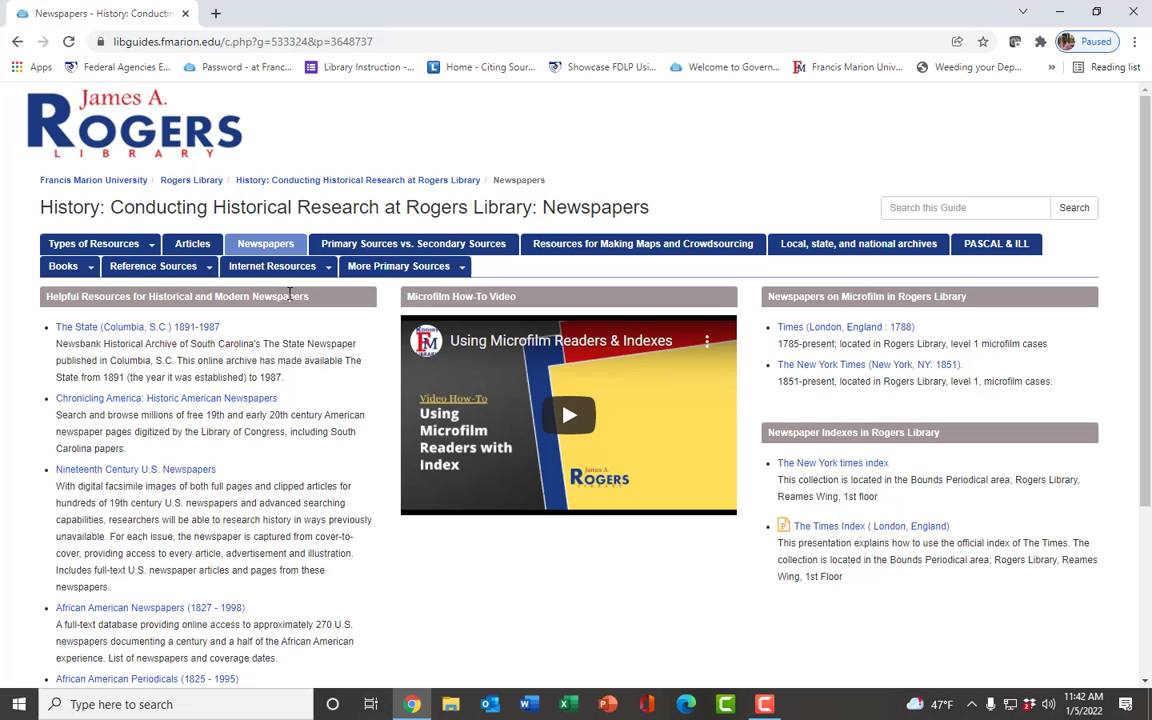 Newspapers - History: Conductin
libguides.fmarion.edu/c.php?g=533324&p=3648737
Paused
Apps
Federal Agencies E...
Password - at Franc...
Library Instruction -...
Home - Citing Sour...
Showcase FDLP Usi...
Welcome to Govern...
Francis Marion Univ...
Weeding your Dep...
»
Reading list
James A.
ROGERS
LIBRARY
Francis Marion University / Rogers Library / History: Conducting Historical Research at Rogers Library / Newspapers
History: Conducting Historical Research at Rogers Library: Newspapers
Search this Guide
Search
Types of Resources
Articles
Newspapers
Primary Sources vs. Secondary Sources
Resources for Making Maps and Crowdsourcing
Local, state, and national archives
PASCAL & ILL
Books
Reference Sources
Internet Resources
More Primary Sources
Helpful Resources for Historical and Modern Newspapers
The State (Columbia, S.C.) 1891-1987
Newsbank Historical Archive of South Carolina's The State Newspaper
published in Columbia, S.C. This online archive has made available The
State from 1891 (the year it was established) to 1987.
Chronicling America: Historic American Newspapers
Search and browse millions of free 19th and early 20th century American
newspaper pages digitized by the Library of Congress, including South
Carolina papers.
Nineteenth Century U.S. Newspapers
With digital facsimile images of both full pages and clipped articles for
hundreds of 19th century U.S. newspapers and advanced searching
capabilities, researchers will be able to research history in ways previously
unavailable. For each issue, the newspaper is captured from cover-to-
cover, providing access to every article, advertisement and illustration.
Includes full-text U.S. newspaper articles and pages from these
newspapers.
African American Newspapers (1827 - 1998)
A full-text database providing online access to approximately 270 U.S.
newspapers documenting a century and a half of the African American
experience. List of newspapers and coverage dates.
African American Periodicals (1825 - 1995)
Microfilm How-To Video
Using Microfilm Readers & Indexes
Video How-To
Using
Microfilm
Readers with
Index
James A.
ROGERS
Newspapers on Microfilm in Rogers Library
Times (London, England : 1788)
1785-present; located in Rogers Library, level 1 microfilm cases
The New York Times (New York, NY: 1851).
1851-present, located in Rogers Library, level 1, microfilm cases.
Newspaper Indexes in Rogers Library
The New York times index
This collection is located in the Bounds Periodical area; Rogers Library,
Reames Wing, 1st floor
The Times Index ( London, England)
This presentation explains how to use the official index of The Times. The
collection is located in the Bounds Periodical area; Rogers Library, Reames
Wing, 1st Floor
Type here to search
47°F
11:42 AM
1/5/2022